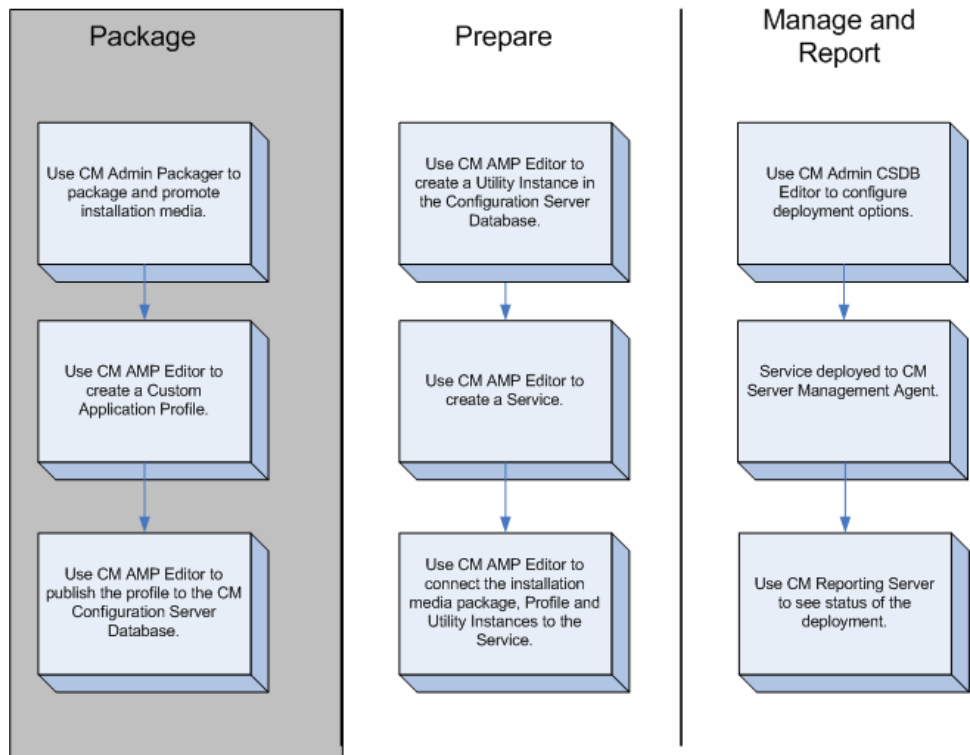 Package
Use CM Admin Packager to
package and promote
installation media.
Use CM AMP Editor to
create a Custom
Application Profile.
Use CM AMP Editor to
publish the profile to the CM
Configuration Server
Database.
Prepare
Use CM AMP Editor to
create a Utility Instance in
the Configuration Server
Database.
Use CM AMP Editor to
create a Service.
Use CM AMP Editor to
connect the installation
media package, Profile and
Utility Instances to the
Service.
Manage and
Report
Use CM Admin CSDB
Editor to configure
deployment options.
Service deployed to CM
Server Management Agent.
Use CM Reporting Server
to see status of the
deployment.